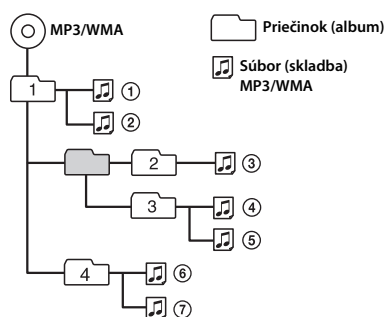 MP3/WMA
Priečinok (album)
Súbor (skladba)
MP3/WMA
1
①
②
2
③
3
④
⑤
4
⑥
⑦